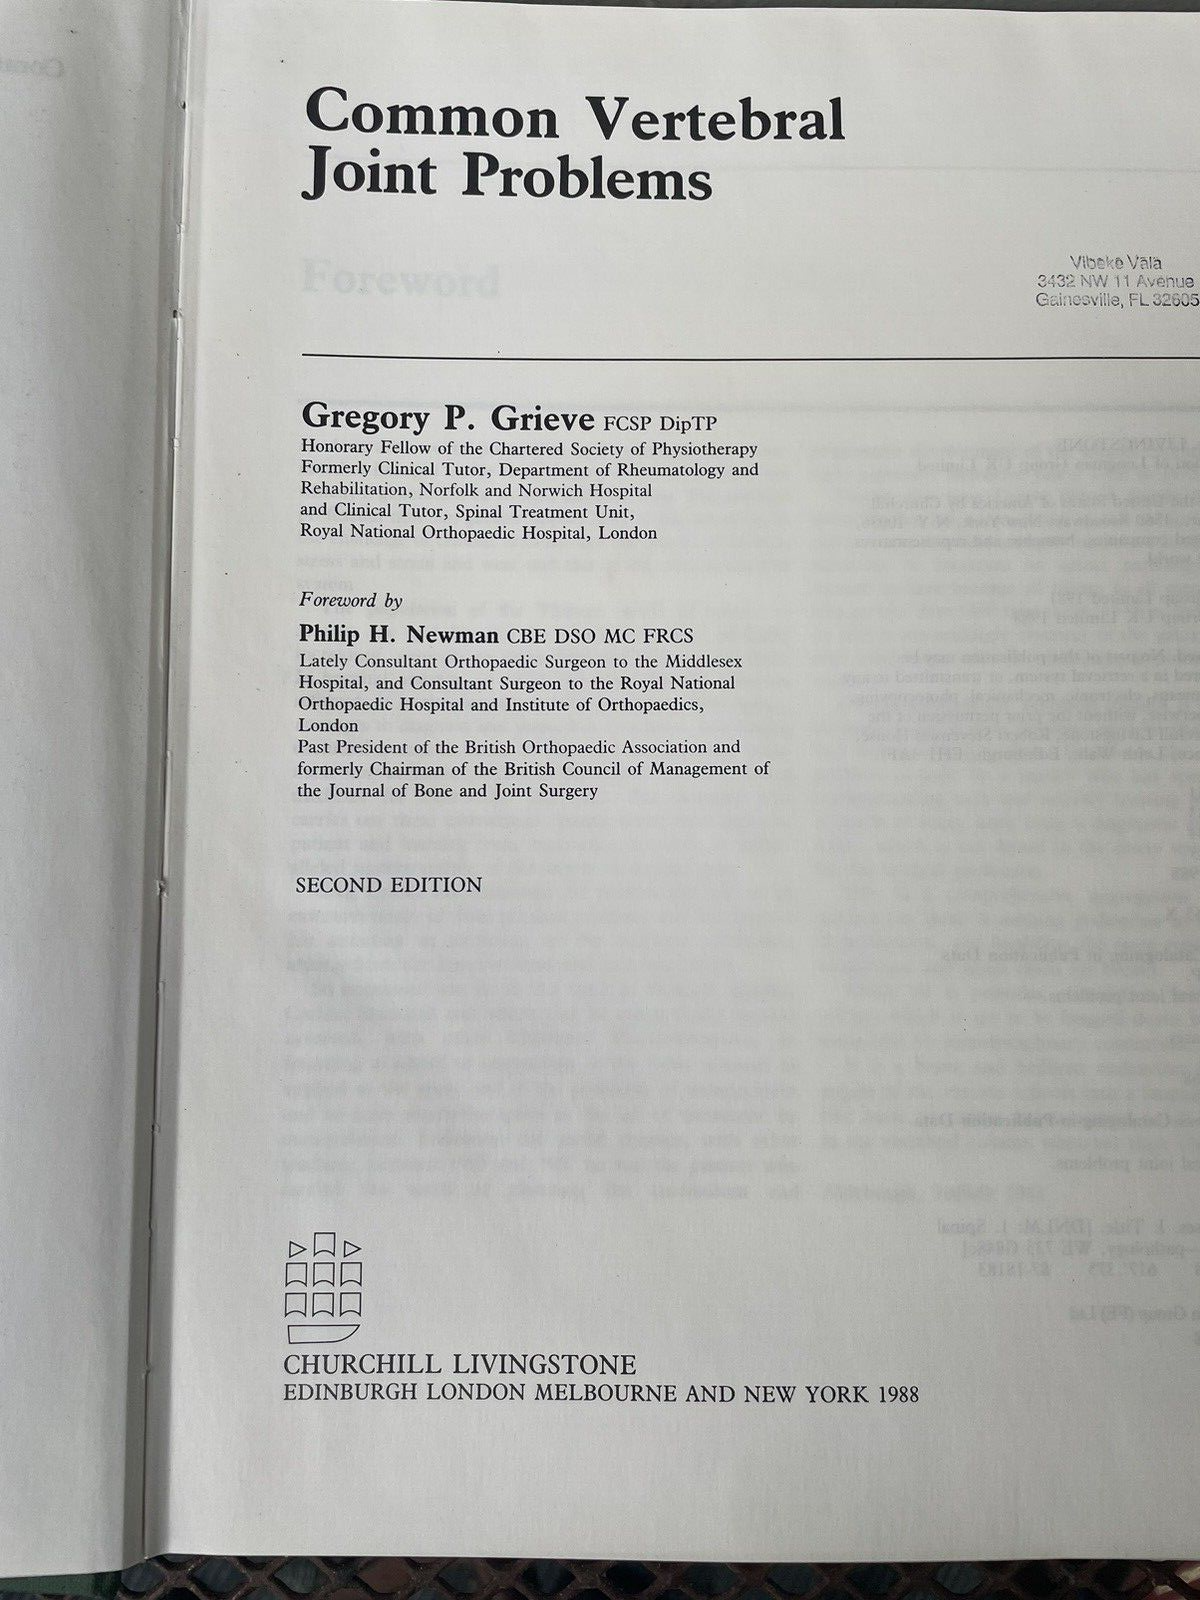 Common Vertebral
Joint Problems
Vibeke Vala
3432 NW 11 Avenue
Gainesville, FL 32605
Foreword
Gregory P. Grieve FCSP DipTP
Honorary Fellow of the Chartered Society of Physiotherapy
Formerly Clinical Tutor, Department of Rheumatology and
Rehabilitation, Norfolk and Norwich Hospital
and Clinical Tutor, Spinal Treatment Unit,
Royal National Orthopaedic Hospital, London
Foreword by
Philip H. Newman CBE DSO MC FRCS
Lately Consultant Orthopaedic Surgeon to the Middlesex
Hospital, and Consultant Surgeon to the Royal National
Orthopaedic Hospital and Institute of Orthopaedics,
London
Past President of the British Orthopaedic Association and
formerly Chairman of the British Council of Management of
the Journal of Bone and Joint Surgery
SECOND EDITION
CHURCHILL LIVINGSTONE
EDINBURGH LONDON MELBOURNE AND NEW YORK 1988